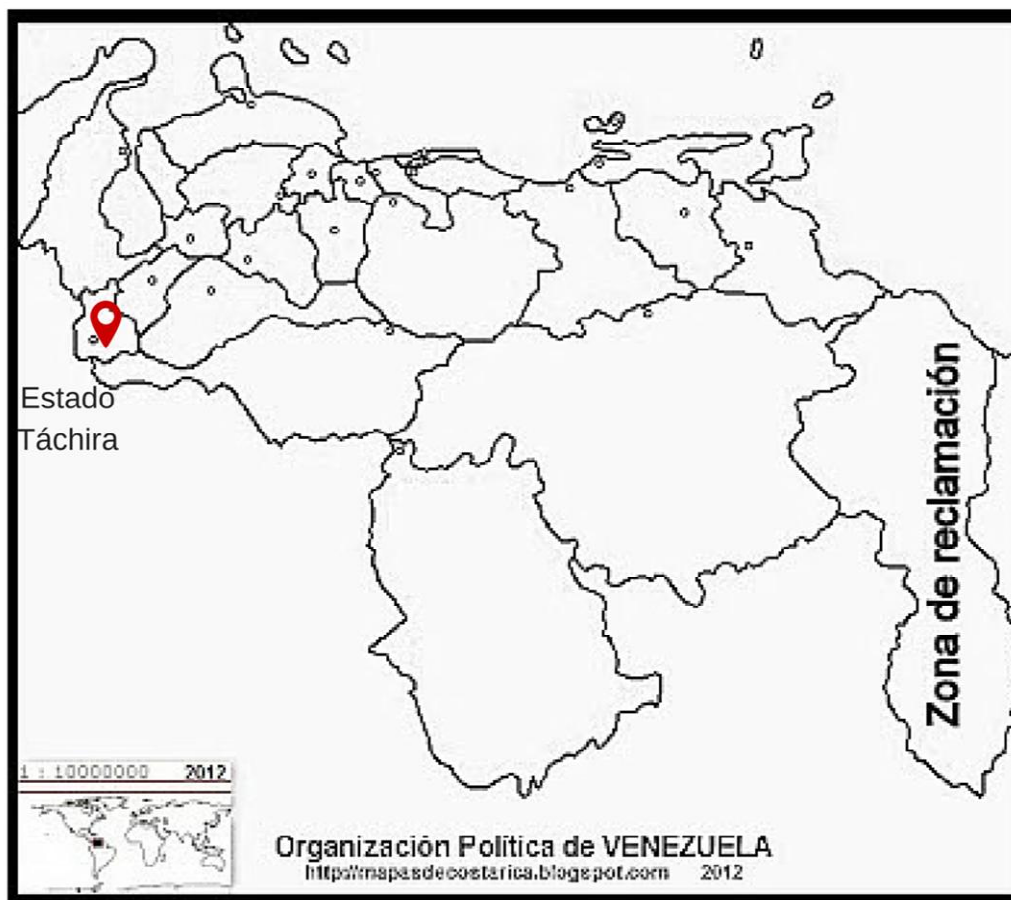 Estado
Táchira
Zona de reclamación
1 : 10000000 2012
Organización Política de VENEZUELA
http://mapasdecostarica.blogspot.com 2012